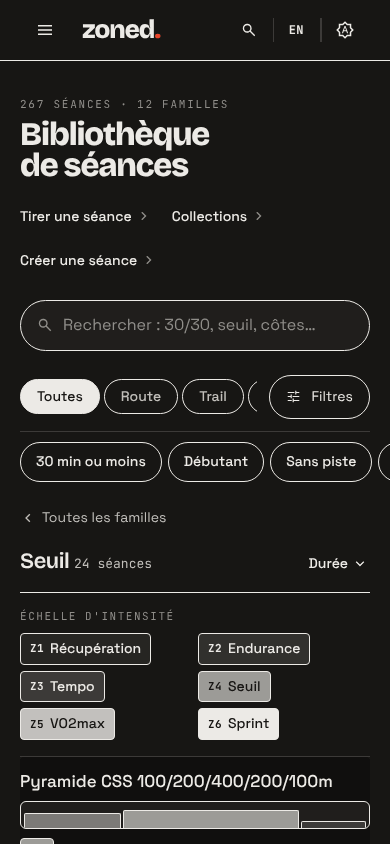 zoned.
EN
A
267 SÉANCES · 12 FAMILLES
Bibliothèque
de séances
Tirer une séance
Collections
Créer une séance
Rechercher : 30/30, seuil, côtes...
Toutes
Route
Trail
Filtres
30 min ou moins
Débutant
Sans piste
Toutes les familles
Seuil 24 séances
Durée
ÉCHELLE D'INTENSITÉ
Z1 Récupération
Z2 Endurance
Z3 Tempo
Z4 Seuil
Z5 VO2max
Z6 Sprint
Pyramide CSS 100/200/400/200/100m